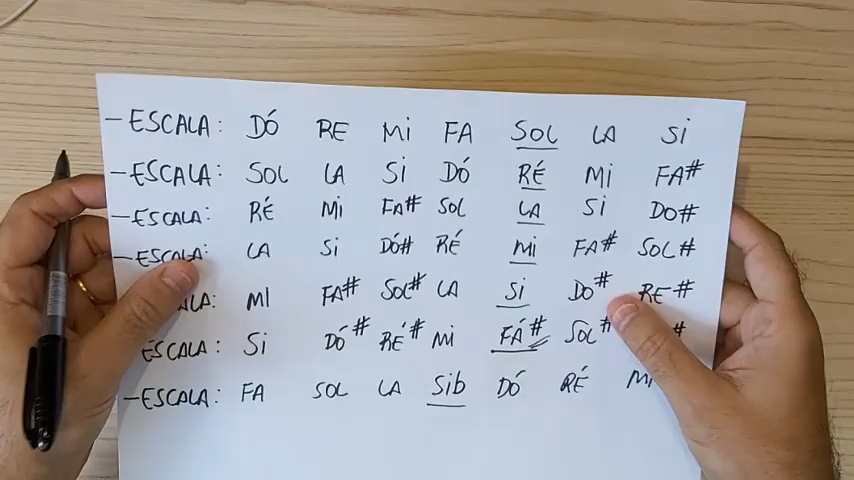 -ESCALA: DÓ RE Mi FA SOL LA Si
-ESCALA: SOL LA Si DÓ RÉ Mi FA#
-ESCALA: RÉ Mi FA# SOL LA Si DO#
-ESCALA: LA Si DÓ# RÉ Mi FA# SOL#
ALA: MI FA# SOL# LA Si DO# RE#
ESCALA: Si DÓ# RÉ# Mi FÁ# SOL# #
-ESCALA: FA SOL LA Sib DÓ RÉ Mi